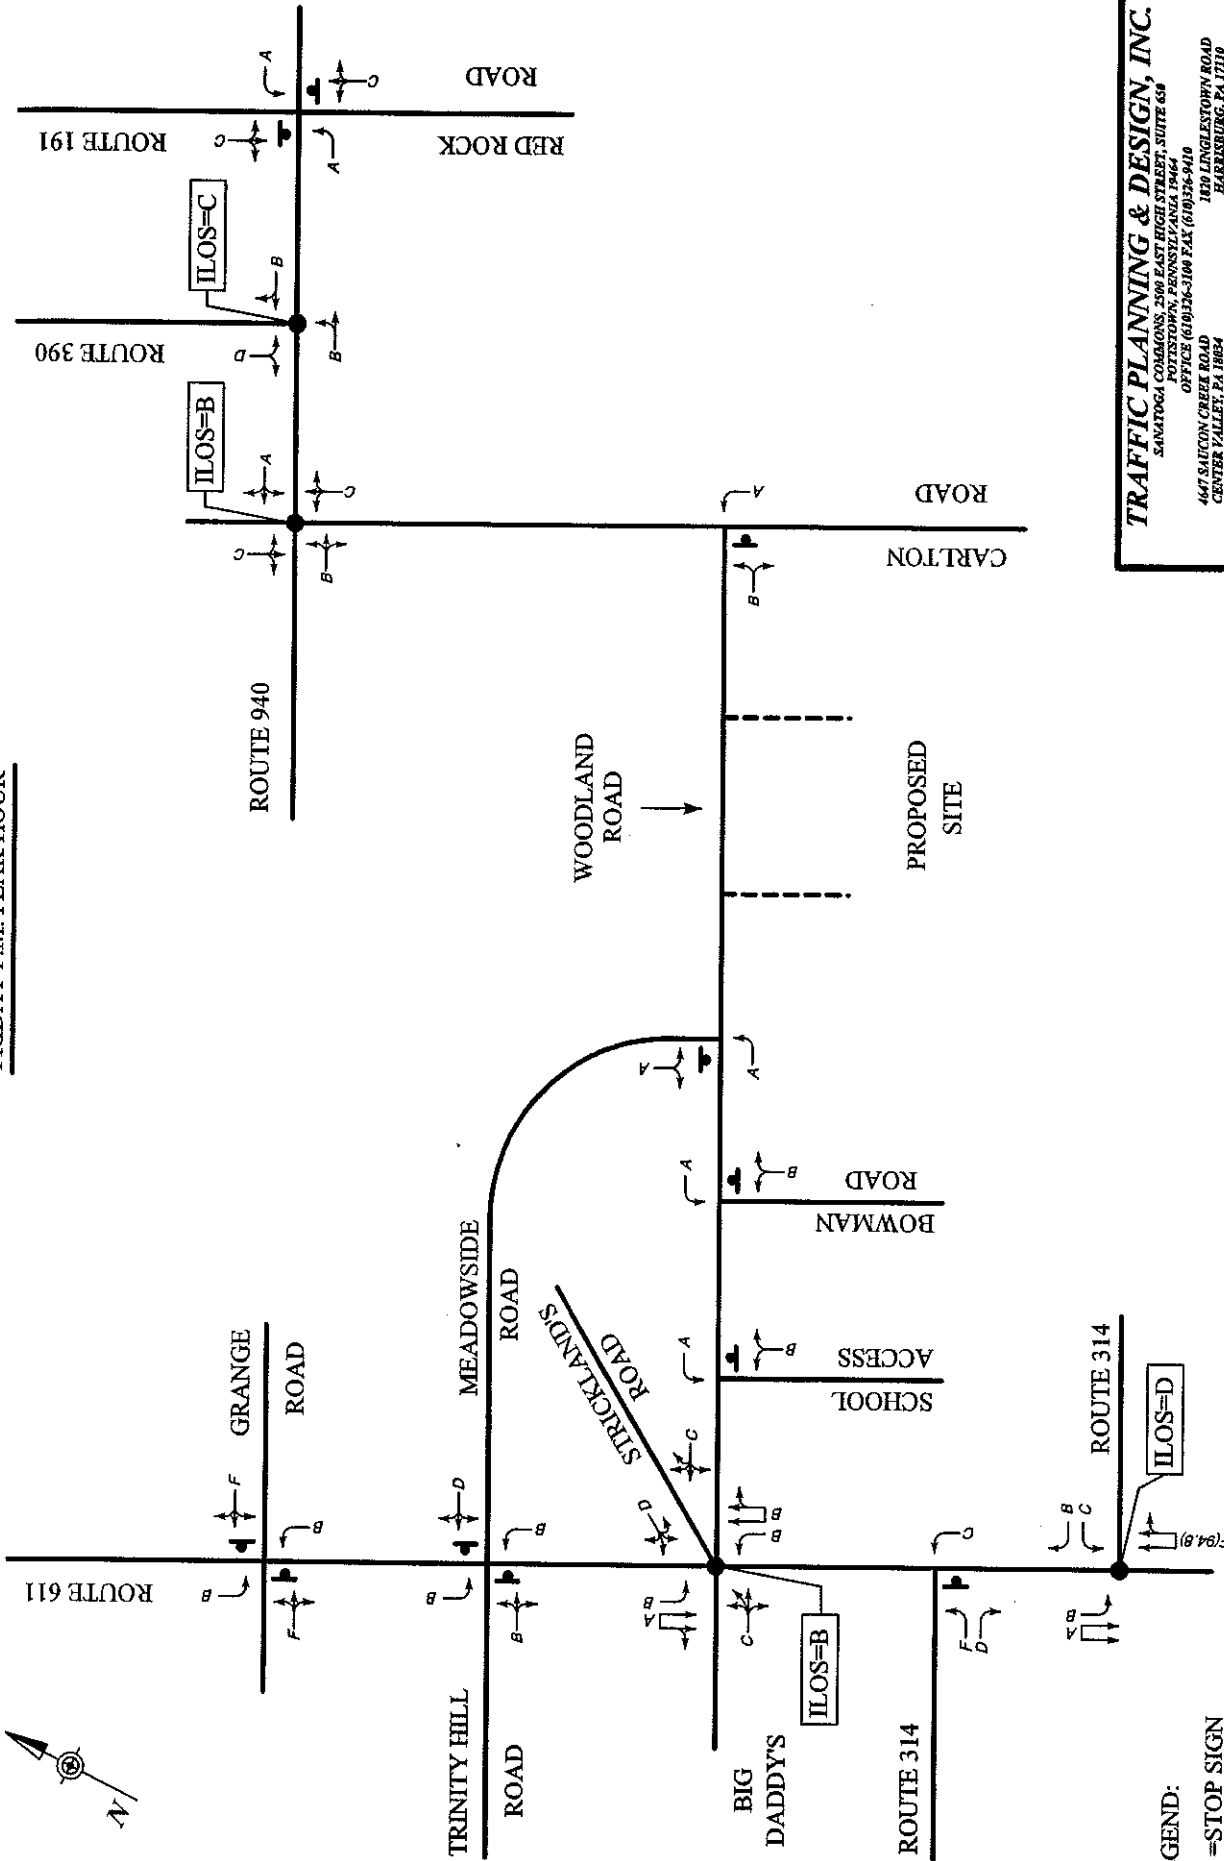 ROUTE 191
RED ROCK
ROAD
A
C
C
A
ROUTE 390
ILOS=C
B
D
B
ILOS=B
A
C
C
B
ROUTE 940
CARLTON
ROAD
A
B
WOODLAND
ROAD
PROPOSED
SITE
MEADOWSIDE
ROAD
A
A
BOWMAN
ROAD
A
B
SCHOOL
ACCESS
A
B
STRICKLAND'S
ROAD
GRANGE
ROAD
F
B
B
F
ROUTE 611
TRINITY HILL
ROAD
D
B
B
B
D
C
B
B
A
B
C
ILOS=B
BIG
DADDY'S
ROUTE 314
C
F
D
ROUTE 314
ILOS=D
B
C
(94.8)
A
B
N
GEND:
=STOP SIGN
TRAFFIC PLANNING & DESIGN, INC.
SANATOGA COMMONS, 2500 EAST HIGH STREET, SUITE 650
POTTSTOWN, PENNSYLVANIA 19464
OFFICE (610)326-3100 FAX (610)326-9410
4647 SAUCON CREEK ROAD
CENTER VALLEY, PA 18034
1820 LINGLESTOWN ROAD
HARRISBURG, PA 17110